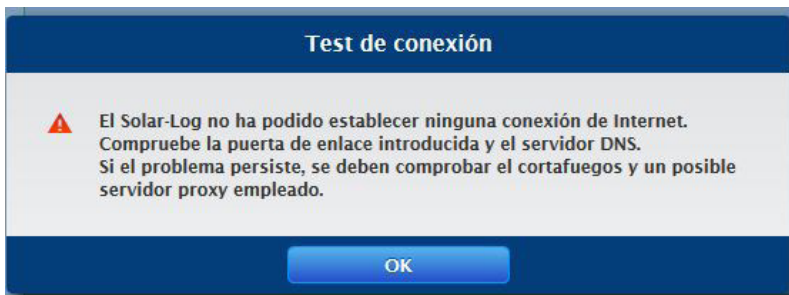 Test de conexión
El Solar-Log no ha podido establecer ninguna conexión de Internet.
Compruebe la puerta de enlace introducida y el servidor DNS.
Si el problema persiste, se deben comprobar el cortafuegos y un posible
servidor proxy empleado.
OK